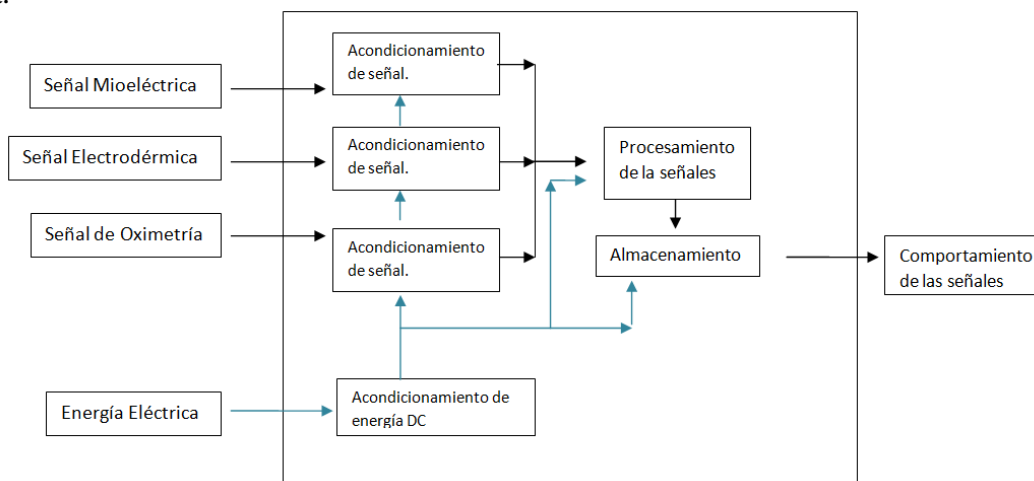 Señal Mioeléctrica
Señal Electrodérmica
Señal de Oximetría
Energía Eléctrica
Acondicionamiento
de señal.
Acondicionamiento
de señal.
Acondicionamiento
de señal.
Acondicionamiento de
energía DC
Procesamiento
de la señales
Almacenamiento
Comportamiento
de las señales